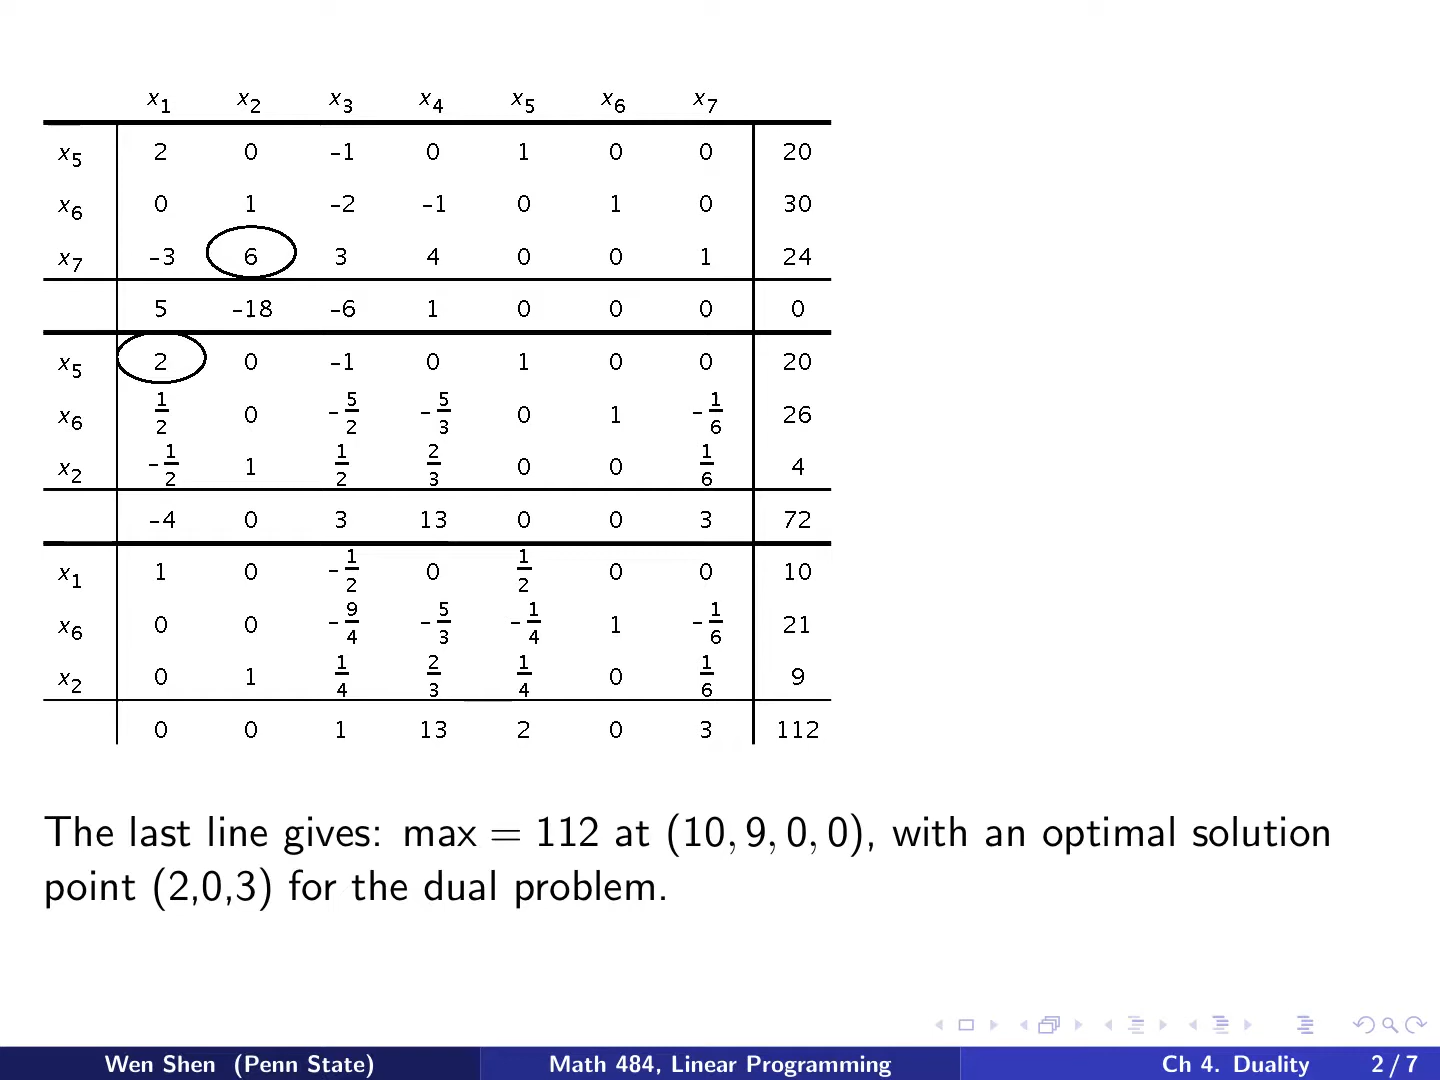 x1 x2 x3 x4 x5 x6 x7
x5 2 0 -1 0 1 0 0 20
x6 0 1 -2 -1 0 1 0 30
x7 -3 6 3 4 0 0 1 24
5 -18 -6 1 0 0 0 0
x5 2 0 -1 0 1 0 0 20
x6 1/2 0 -5/2 -5/3 0 1 -1/6 26
x2 -1/2 1 1/2 2/3 0 0 1/6 4
-4 0 3 13 0 0 3 72
x1 1 0 -1/2 0 1/2 0 0 10
x6 0 0 -9/4 -5/3 -1/4 1 -1/6 21
x2 0 1 1/4 2/3 1/4 0 1/6 9
0 0 1 13 2 0 3 112
The last line gives: max = 112 at (10, 9, 0, 0), with an optimal solution
point (2,0,3) for the dual problem.
Wen Shen (Penn State) Math 484, Linear Programming Ch 4. Duality 2 / 7